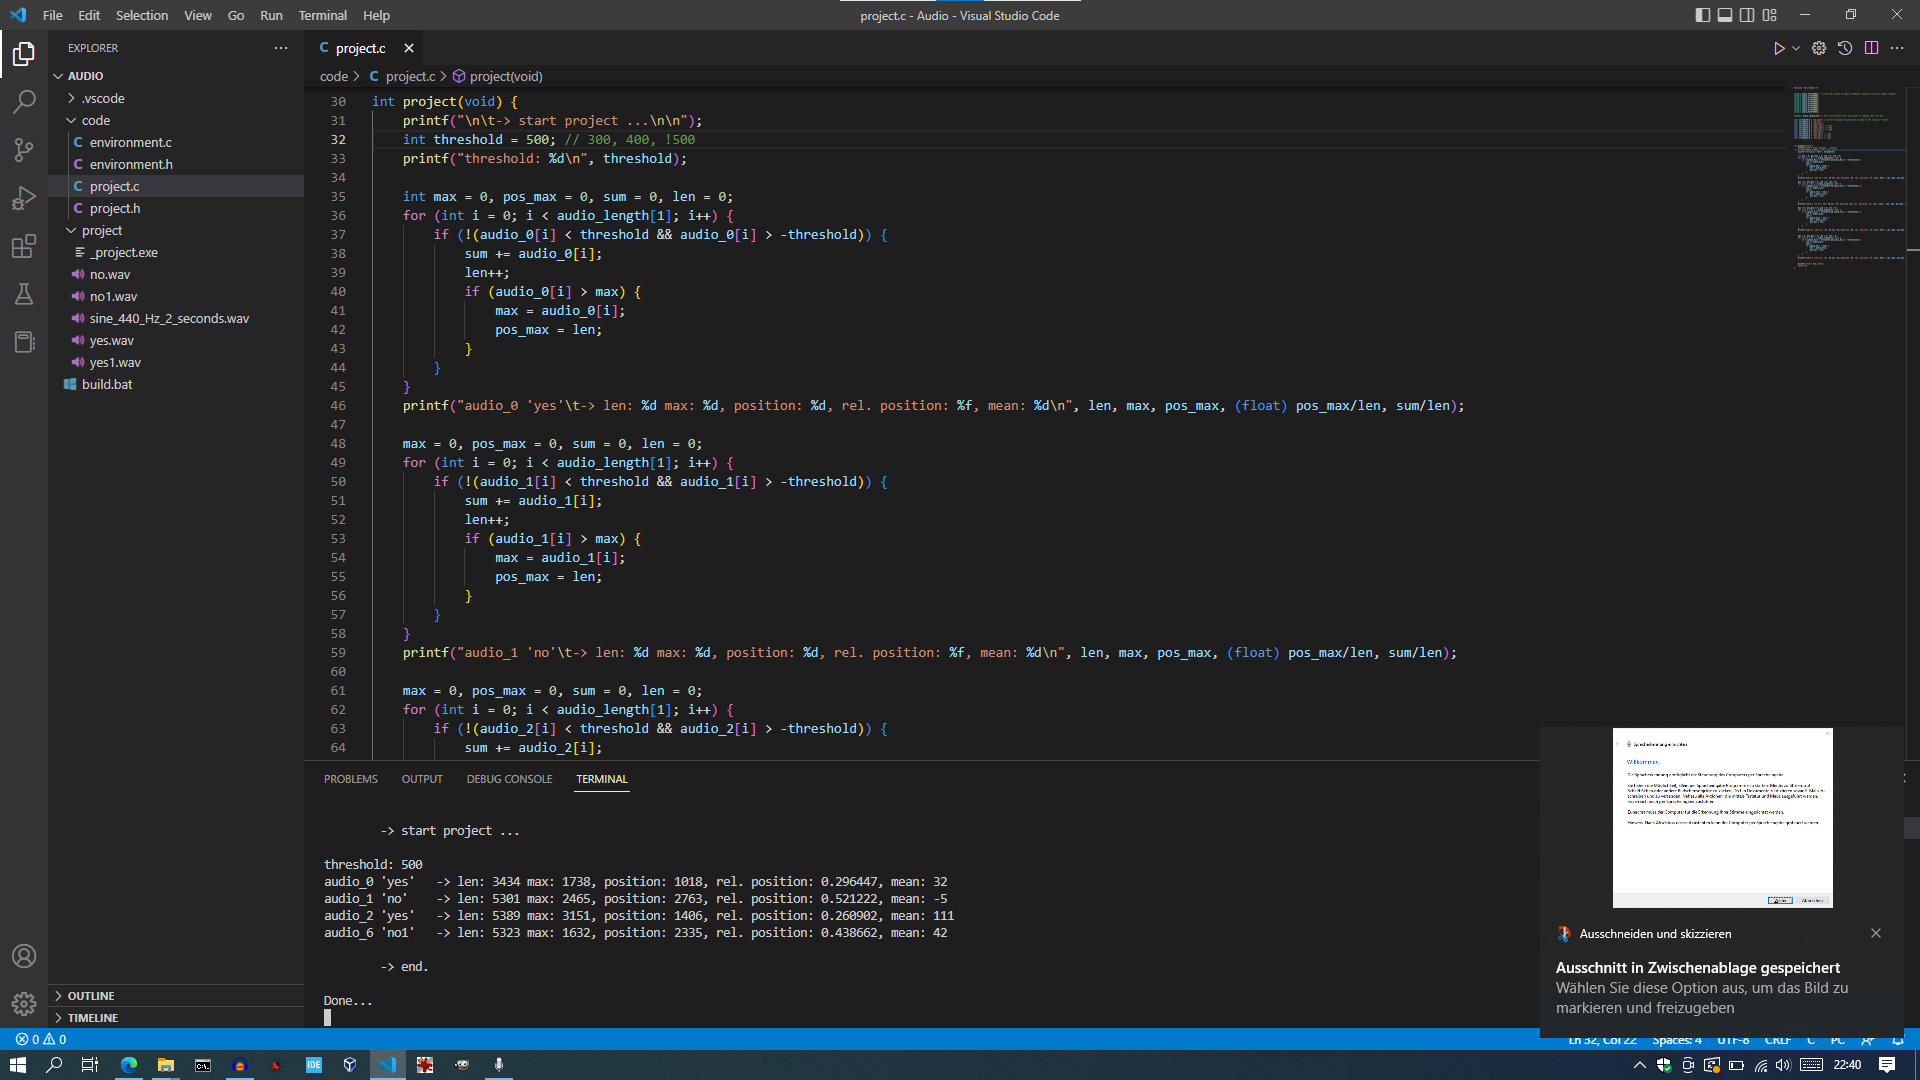 File Edit Selection View Go Run Terminal Help
project.c - Audio - Visual Studio Code
EXPLORER
AUDIO
.vscode
code
environment.c
environment.h
project.c
project.h
project
_project.exe
no.wav
no1.wav
sine_440_Hz_2_seconds.wav
yes.wav
yes1.wav
build.bat
OUTLINE
TIMELINE
C project.c
code > C project.c > project(void)
30 int project(void) {
31 printf("\n\t-> start project ...\n\n");
32 int threshold = 500; // 300, 400, !500
33 printf("threshold: %d\n", threshold);
34
35 int max = 0, pos_max = 0, sum = 0, len = 0;
36 for (int i = 0; i < audio_length[1]; i++) {
37 if (!(audio_0[i] < threshold && audio_0[i] > -threshold)) {
38 sum += audio_0[i];
39 len++;
40 if (audio_0[i] > max) {
41 max = audio_0[i];
42 pos_max = len;
43 }
44 }
45 }
46 printf("audio_0 'yes'\t-> len: %d max: %d, position: %d, rel. position: %f, mean: %d\n", len, max, pos_max, (float) pos_max/len, sum/len);
47
48 max = 0, pos_max = 0, sum = 0, len = 0;
49 for (int i = 0; i < audio_length[1]; i++) {
50 if (!(audio_1[i] < threshold && audio_1[i] > -threshold)) {
51 sum += audio_1[i];
52 len++;
53 if (audio_1[i] > max) {
54 max = audio_1[i];
55 pos_max = len;
56 }
57 }
58 }
59 printf("audio_1 'no'\t-> len: %d max: %d, position: %d, rel. position: %f, mean: %d\n", len, max, pos_max, (float) pos_max/len, sum/len);
60
61 max = 0, pos_max = 0, sum = 0, len = 0;
62 for (int i = 0; i < audio_length[1]; i++) {
63 if (!(audio_2[i] < threshold && audio_2[i] > -threshold)) {
64 sum += audio_2[i];
PROBLEMS OUTPUT DEBUG CONSOLE TERMINAL
-> start project ...
threshold: 500
audio_0 'yes' -> len: 3434 max: 1738, position: 1018, rel. position: 0.296447, mean: 32
audio_1 'no' -> len: 5301 max: 2465, position: 2763, rel. position: 0.521222, mean: -5
audio_2 'yes' -> len: 5389 max: 3151, position: 1406, rel. position: 0.260902, mean: 111
audio_6 'no1' -> len: 5323 max: 1632, position: 2335, rel. position: 0.438662, mean: 42
-> end.
Done...
Spracherkennung einrichten
Willkommen
Ausschneiden und skizzieren
Ausschnitt in Zwischenablage gespeichert
Wählen Sie diese Option aus, um das Bild zu
markieren und freizugeben
0 0
Ln 32, Col 22 Spaces: 4 UTF-8 CRLF C PC
IDE
22:40